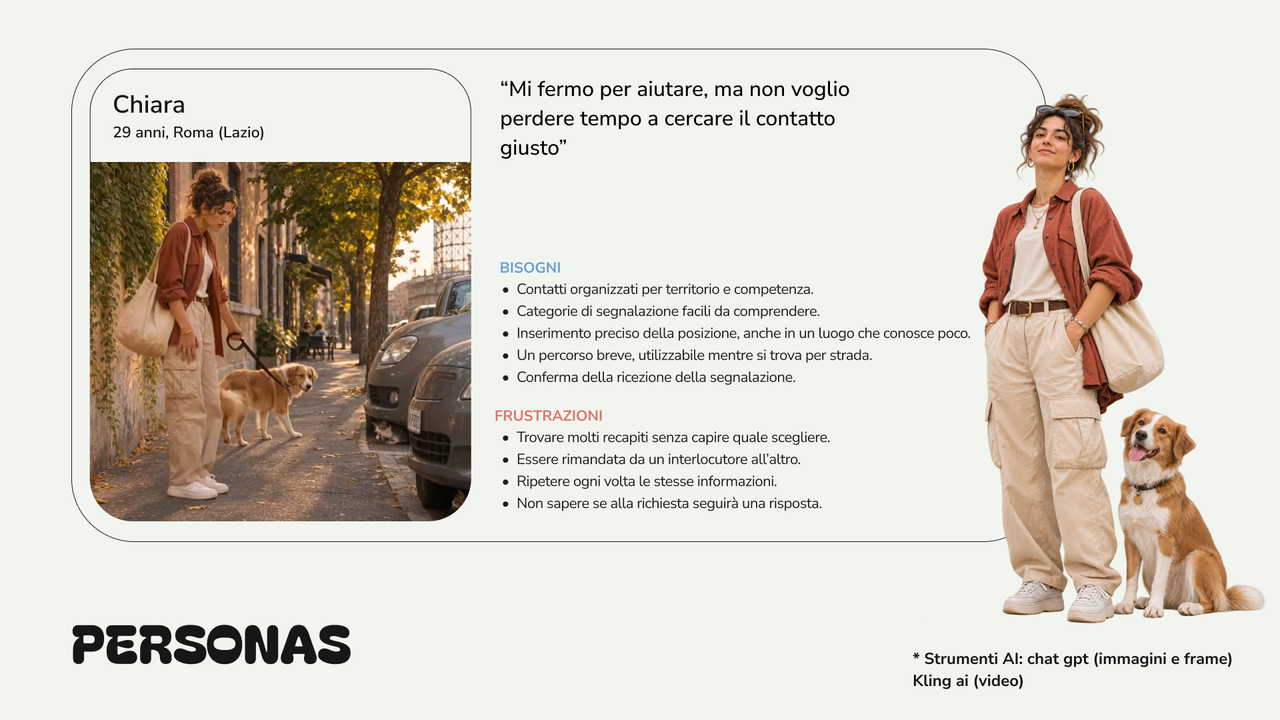 Chiara
29 anni, Roma (Lazio)
“Mi fermo per aiutare, ma non voglio
perdere tempo a cercare il contatto
giusto”
BISOGNI
• Contatti organizzati per territorio e competenza.
• Categorie di segnalazione facili da comprendere.
• Inserimento preciso della posizione, anche in un luogo che conosce poco.
• Un percorso breve, utilizzabile mentre si trova per strada.
• Conferma della ricezione della segnalazione.
FRUSTRAZIONI
• Trovare molti recapiti senza capire quale scegliere.
• Essere rimandata da un interlocutore all’altro.
• Ripetere ogni volta le stesse informazioni.
• Non sapere se alla richiesta seguirà una risposta.
PERSONAS
* Strumenti AI: chat gpt (immagini e frame)
Kling ai (video)